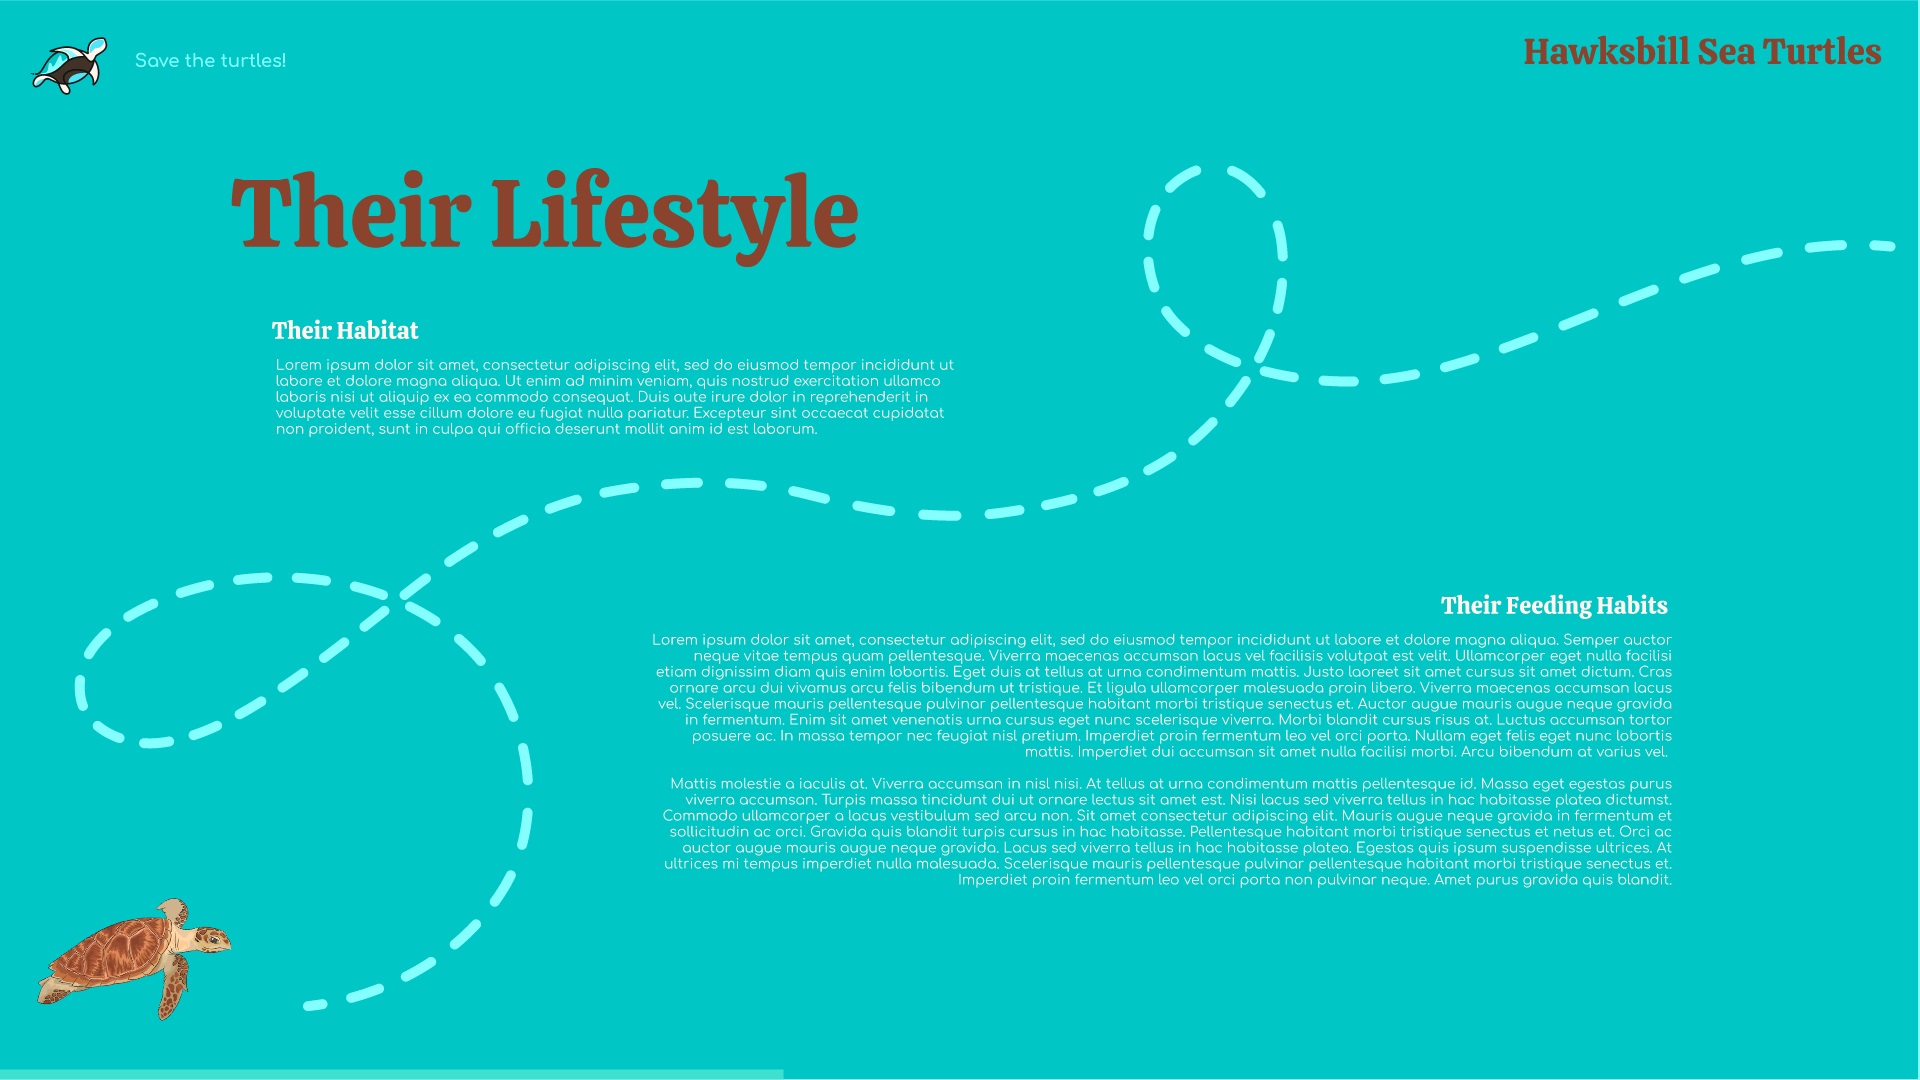 Save the turtles!
Hawksbill Sea Turtles
Their Lifestyle
Their Habitat
Lorem ipsum dolor sit amet, consectetur adipiscing elit, sed do eiusmod tempor incididunt ut
labore et dolore magna aliqua. Ut enim ad minim veniam, quis nostrud exercitation ullamco
laboris nisi ut aliquip ex ea commodo consequat. Duis aute irure dolor in reprehenderit in
voluptate velit esse cillum dolore eu fugiat nulla pariatur. Excepteur sint occaecat cupidatat
non proident, sunt in culpa qui officia deserunt mollit anim id est laborum.
Their Feeding Habits
Lorem ipsum dolor sit amet, consectetur adipiscing elit, sed do eiusmod tempor incididunt ut labore et dolore magna aliqua. Semper auctor
neque vitae tempus quam pellentesque. Viverra maecenas accumsan lacus vel facilisis volutpat est velit. Ullamcorper eget nulla facilisi
etiam dignissim diam quis enim lobortis. Eget duis at tellus at urna condimentum mattis. Justo laoreet sit amet cursus sit amet dictum. Cras
ornare arcu dui vivamus arcu felis bibendum ut tristique. Et ligula ullamcorper malesuada proin libero. Viverra maecenas accumsan lacus
vel. Scelerisque mauris pellentesque pulvinar pellentesque habitant morbi tristique senectus et. Auctor augue mauris augue neque gravida
in fermentum. Enim sit amet venenatis urna cursus eget nunc scelerisque viverra. Morbi blandit cursus risus at. Luctus accumsan tortor
posuere ac. In massa tempor nec feugiat nisl pretium. Imperdiet proin fermentum leo vel orci porta. Nullam eget felis eget nunc lobortis
mattis. Imperdiet dui accumsan sit amet nulla facilisi morbi. Arcu bibendum at varius vel.
Mattis molestie a iaculis at. Viverra accumsan in nisl nisi. At tellus at urna condimentum mattis pellentesque id. Massa eget egestas purus
viverra accumsan. Turpis massa tincidunt dui ut ornare lectus sit amet est. Nisi lacus sed viverra tellus in hac habitasse platea dictumst.
Commodo ullamcorper a lacus vestibulum sed arcu non. Sit amet consectetur adipiscing elit. Mauris augue neque gravida in fermentum et
sollicitudin ac orci. Gravida quis blandit turpis cursus in hac habitasse. Pellentesque habitant morbi tristique senectus et netus et. Orci ac
auctor augue mauris augue neque gravida. Lacus sed viverra tellus in hac habitasse platea. Egestas quis ipsum suspendisse ultrices. At
ultrices mi tempus imperdiet nulla malesuada. Scelerisque mauris pellentesque pulvinar pellentesque habitant morbi tristique senectus et.
Imperdiet proin fermentum leo vel orci porta non pulvinar neque. Amet purus gravida quis blandit.